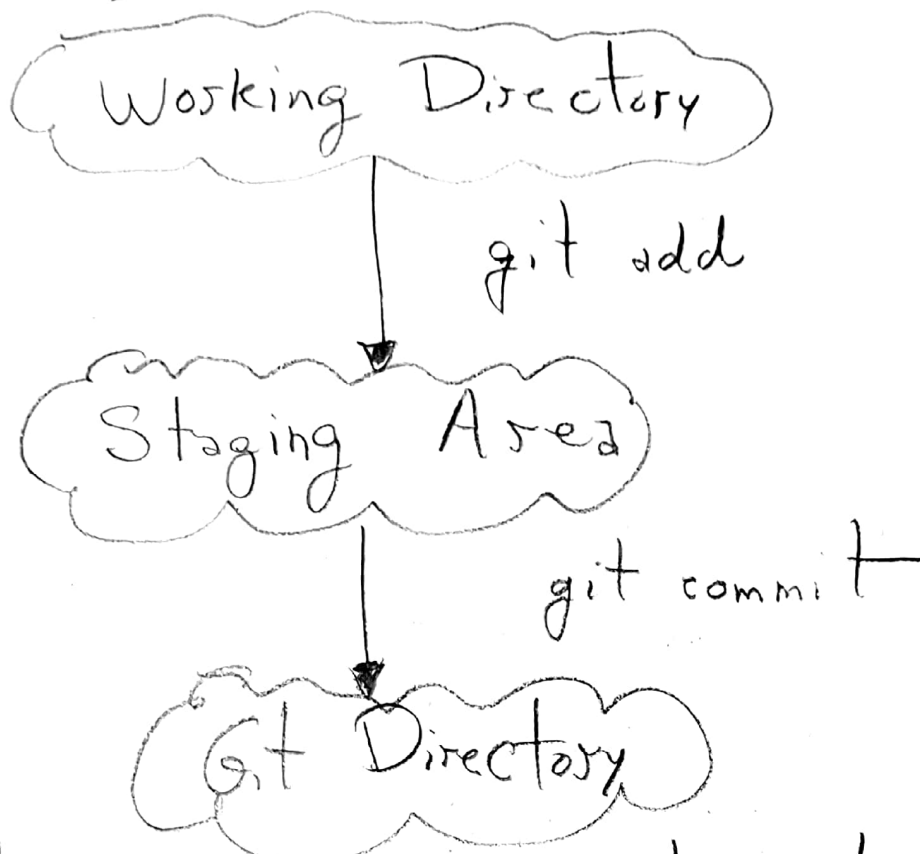 Working Directory
git add
Staging Area
git commit
Git Directory